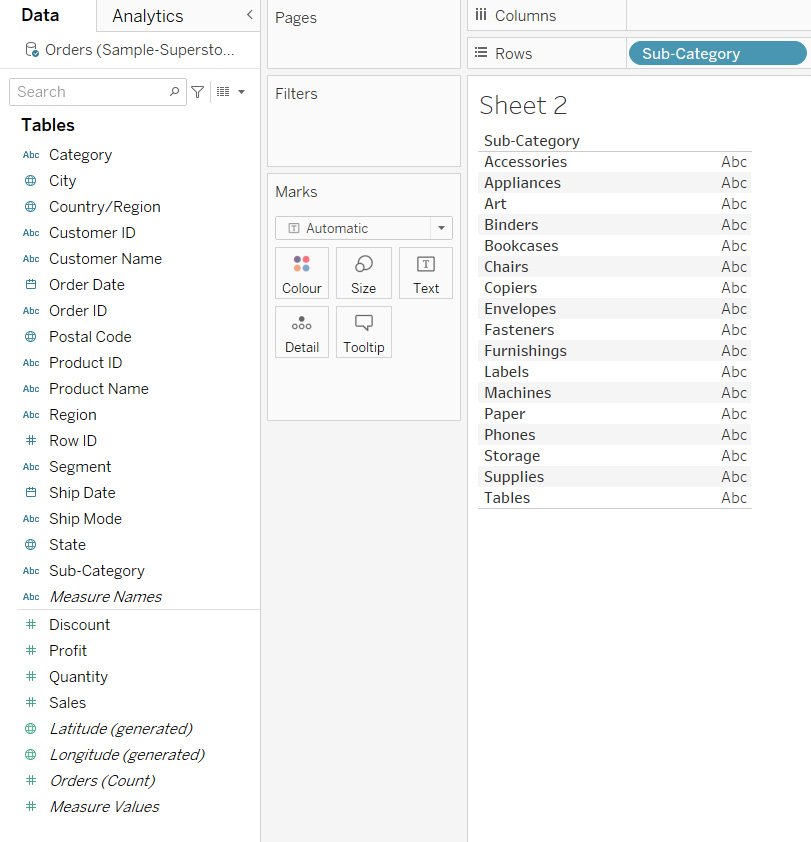 Data
Analytics
Orders (Sample-Supersto...
Search
Tables
Abc Category
City
Country/Region
Abc Customer ID
Abc Customer Name
Order Date
Abc Order ID
Postal Code
Abc Product ID
Abc Product Name
Abc Region
# Row ID
Abc Segment
Ship Date
Abc Ship Mode
State
Abc Sub-Category
Abc Measure Names
# Discount
# Profit
# Quantity
# Sales
Latitude (generated)
Longitude (generated)
# Orders (Count)
# Measure Values
Pages
Filters
Marks
T Automatic
Colour Size Text
Detail Tooltip
Columns
Rows Sub-Category
Sheet 2
Sub-Category
Accessories Abc
Appliances Abc
Art Abc
Binders Abc
Bookcases Abc
Chairs Abc
Copiers Abc
Envelopes Abc
Fasteners Abc
Furnishings Abc
Labels Abc
Machines Abc
Paper Abc
Phones Abc
Storage Abc
Supplies Abc
Tables Abc